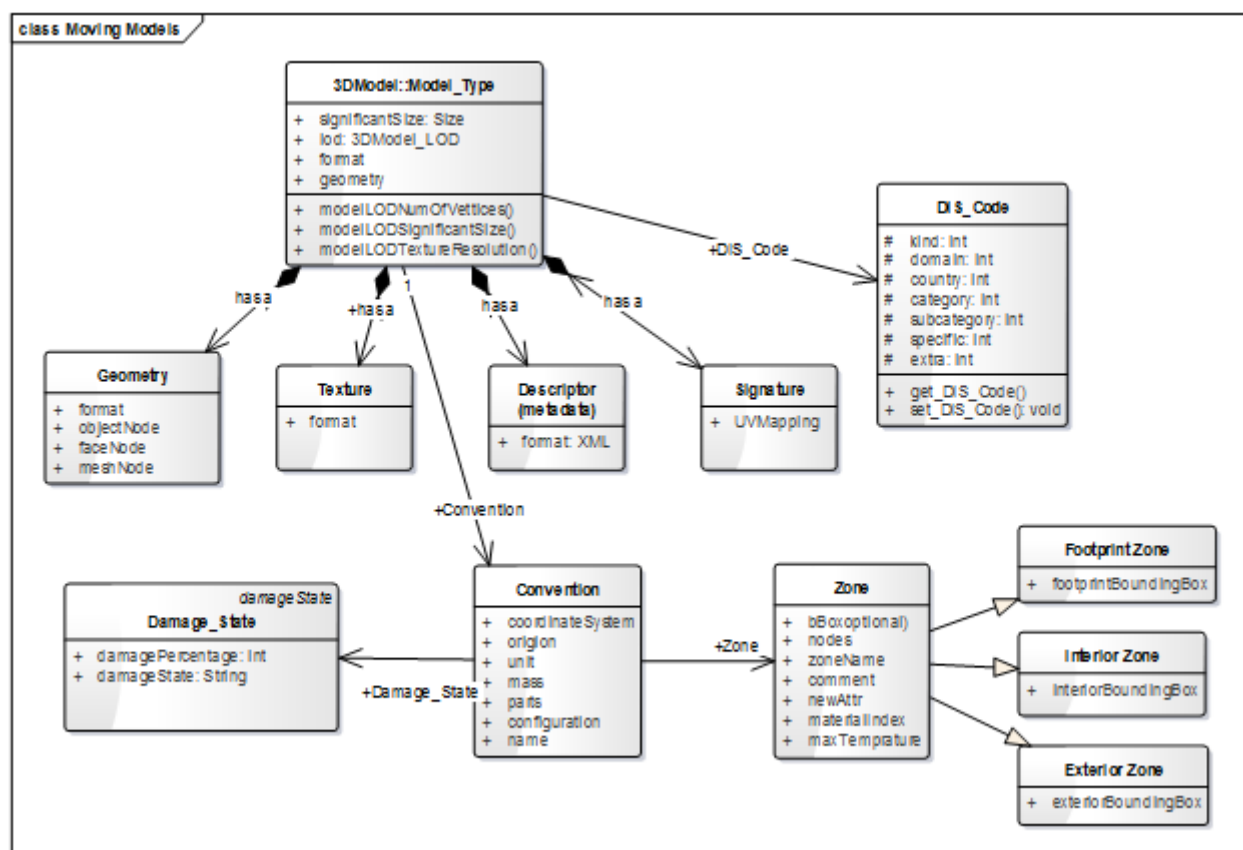 class Moving Models
3DModel::Model_Type
+ significantSize: Size
+ lod: 3DModel_LOD
+ format
+ geometry
+ modelLODNumOfVettices()
+ modelLODSignificantSize()
+ modelLODTextureResolution()
DIS_Code
# kind: int
# domain: int
# country: int
# category: int
# subcategory: int
# specific: int
# extra: int
+ get_DIS_Code()
+ set_DIS_Code(): void
+DIS_Code
1
hasa
+hasa
hasa
hasa
Geometry
+ format
+ objectNode
+ faceNode
+ meshNode
Texture
+ format
Descriptor
(metadata)
+ format: XML
Signature
+ UVMapping
+Convention
damageState
Damage_State
+ damagePercentage: int
+ damageState: String
+Damage_State
Convention
+ coordinateSystem
+ origion
+ unit
+ mass
+ parts
+ configuration
+ name
+Zone
Zone
+ bBoxoptional)
+ nodes
+ zoneName
+ comment
+ newAttr
+ materialIndex
+ maxTemprature
Footprint Zone
+ footprintBoundingBox
Interior Zone
+ interiorBoundingBox
Exterior Zone
+ exteriorBoundingBox